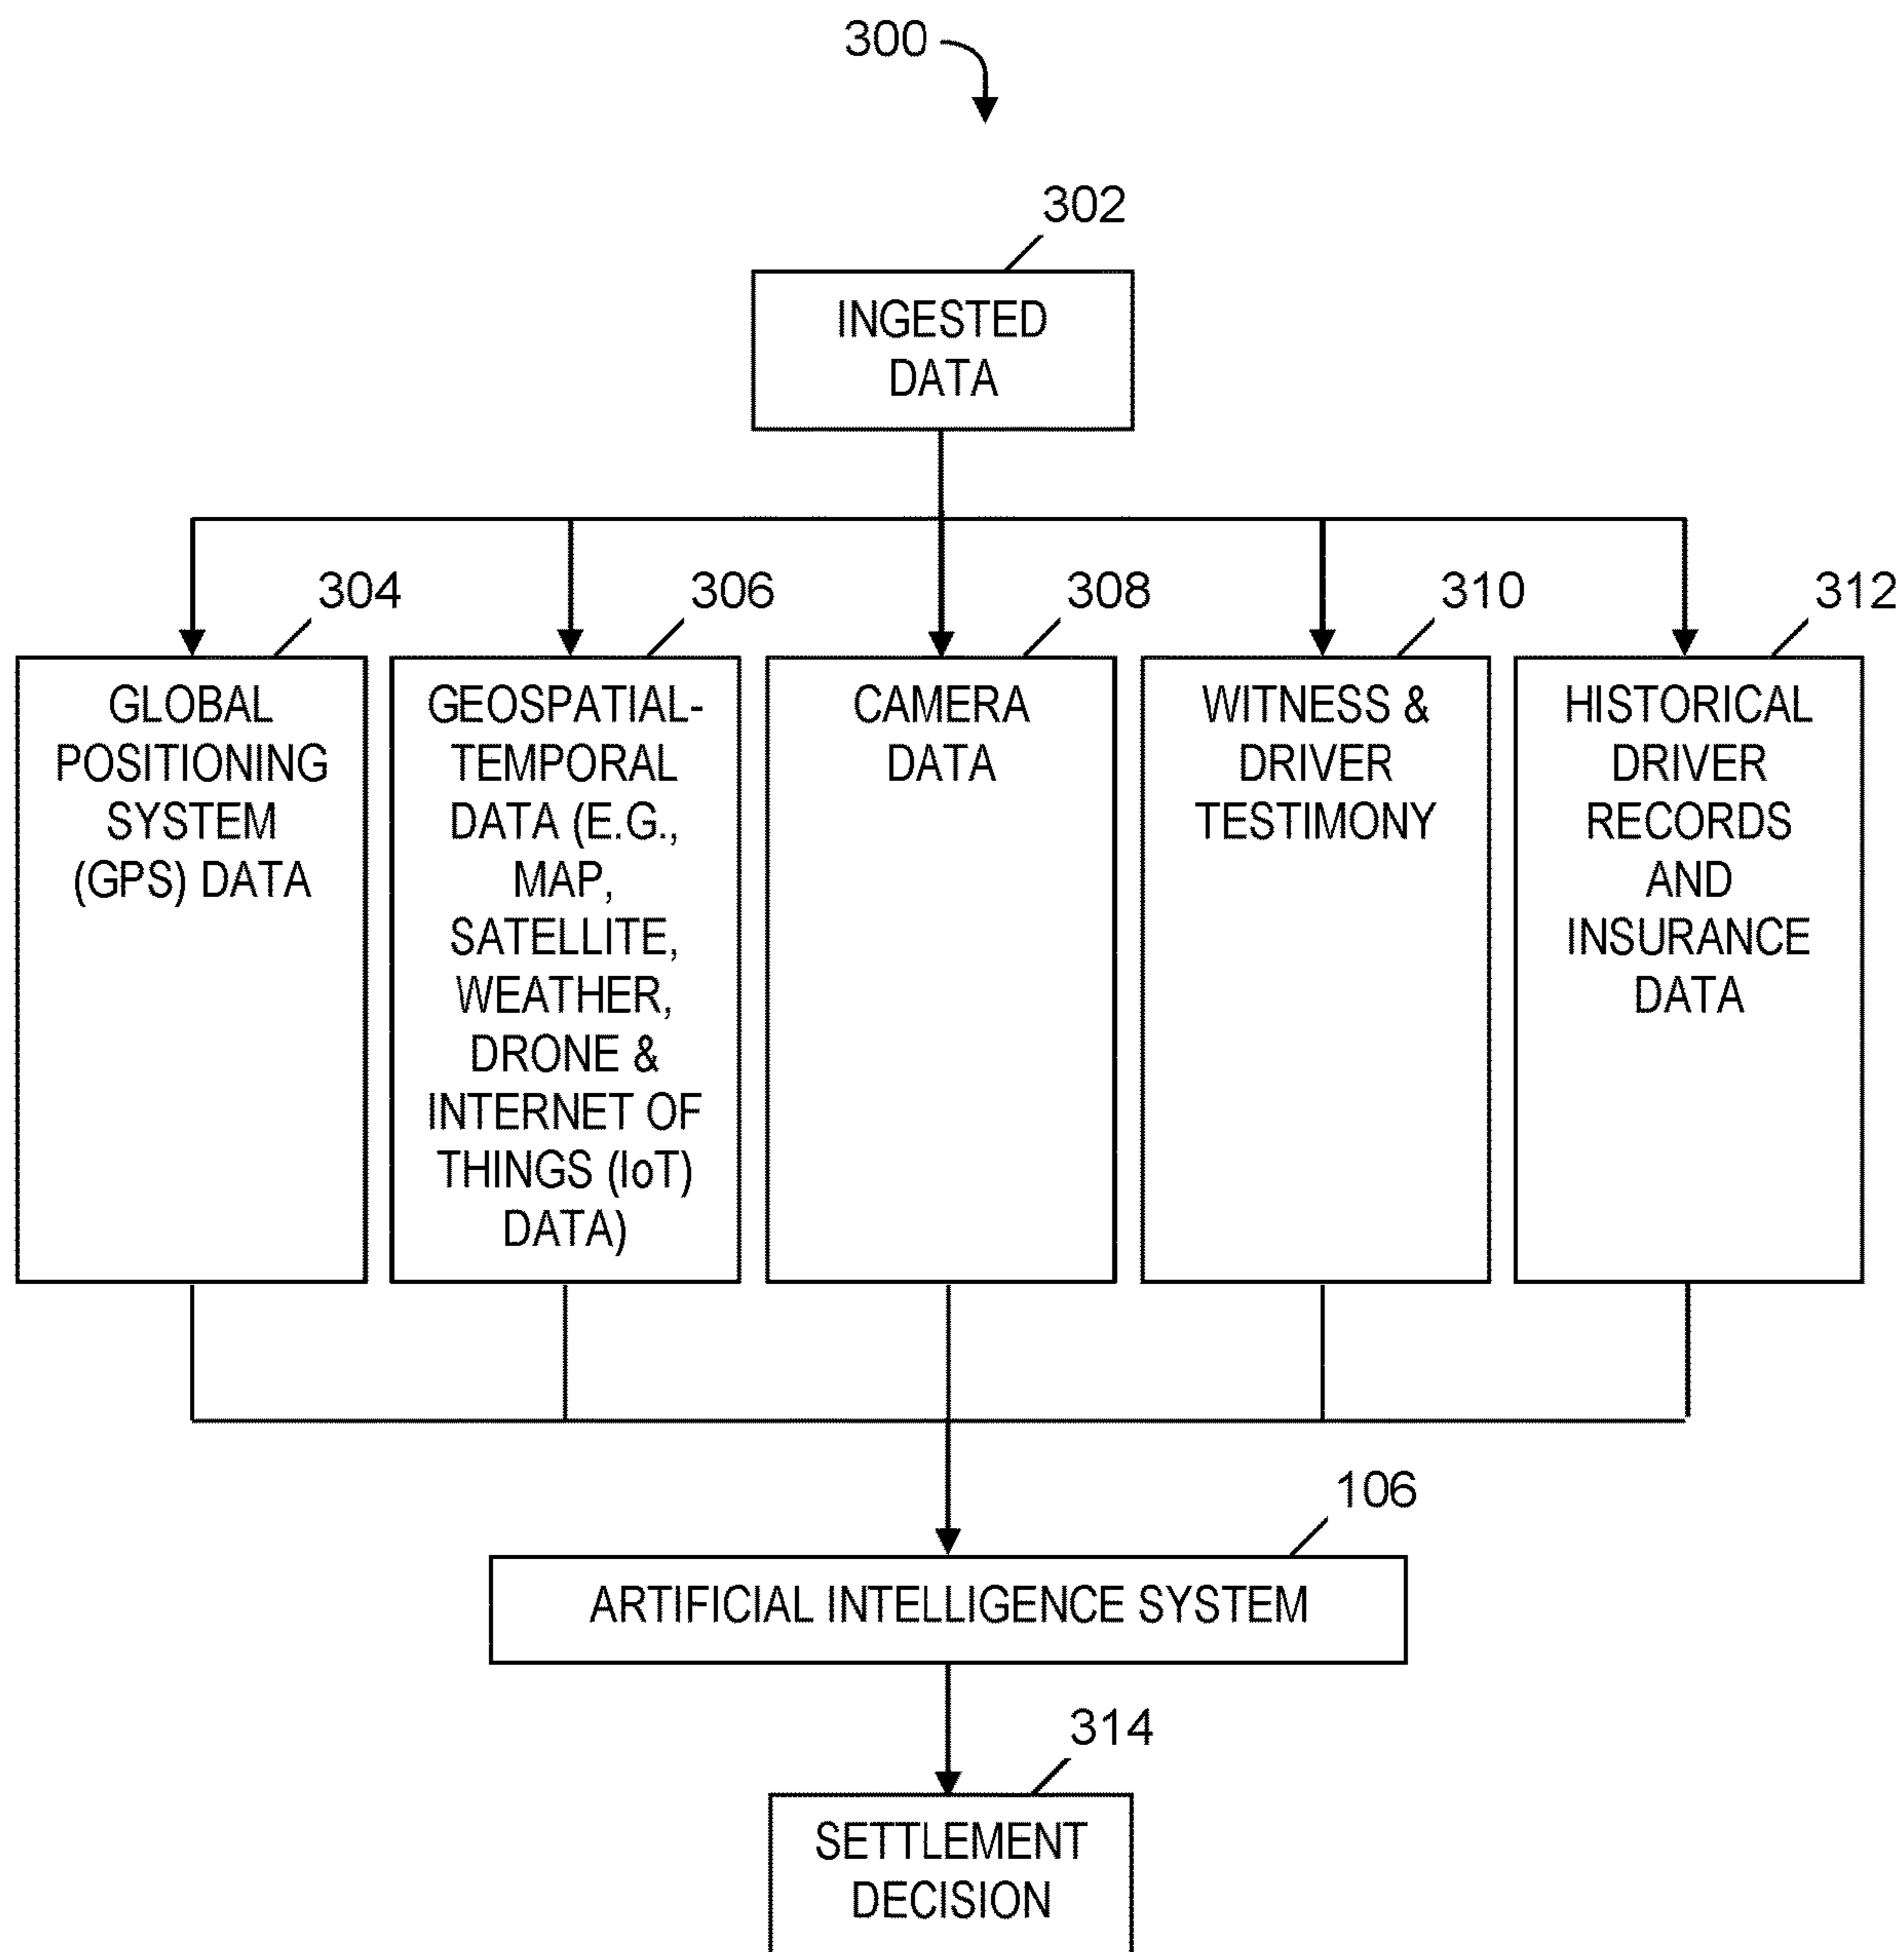 300
302
INGESTED
DATA
304
306
308
310
312
GLOBAL
POSITIONING
SYSTEM
(GPS) DATA
GEOSPATIAL-
TEMPORAL
DATA (E.G.,
MAP,
SATELLITE,
WEATHER,
DRONE &
INTERNET OF
THINGS (IoT)
DATA)
CAMERA
DATA
WITNESS &
DRIVER
TESTIMONY
HISTORICAL
DRIVER
RECORDS
AND
INSURANCE
DATA
106
ARTIFICIAL INTELLIGENCE SYSTEM
314
SETTLEMENT
DECISION